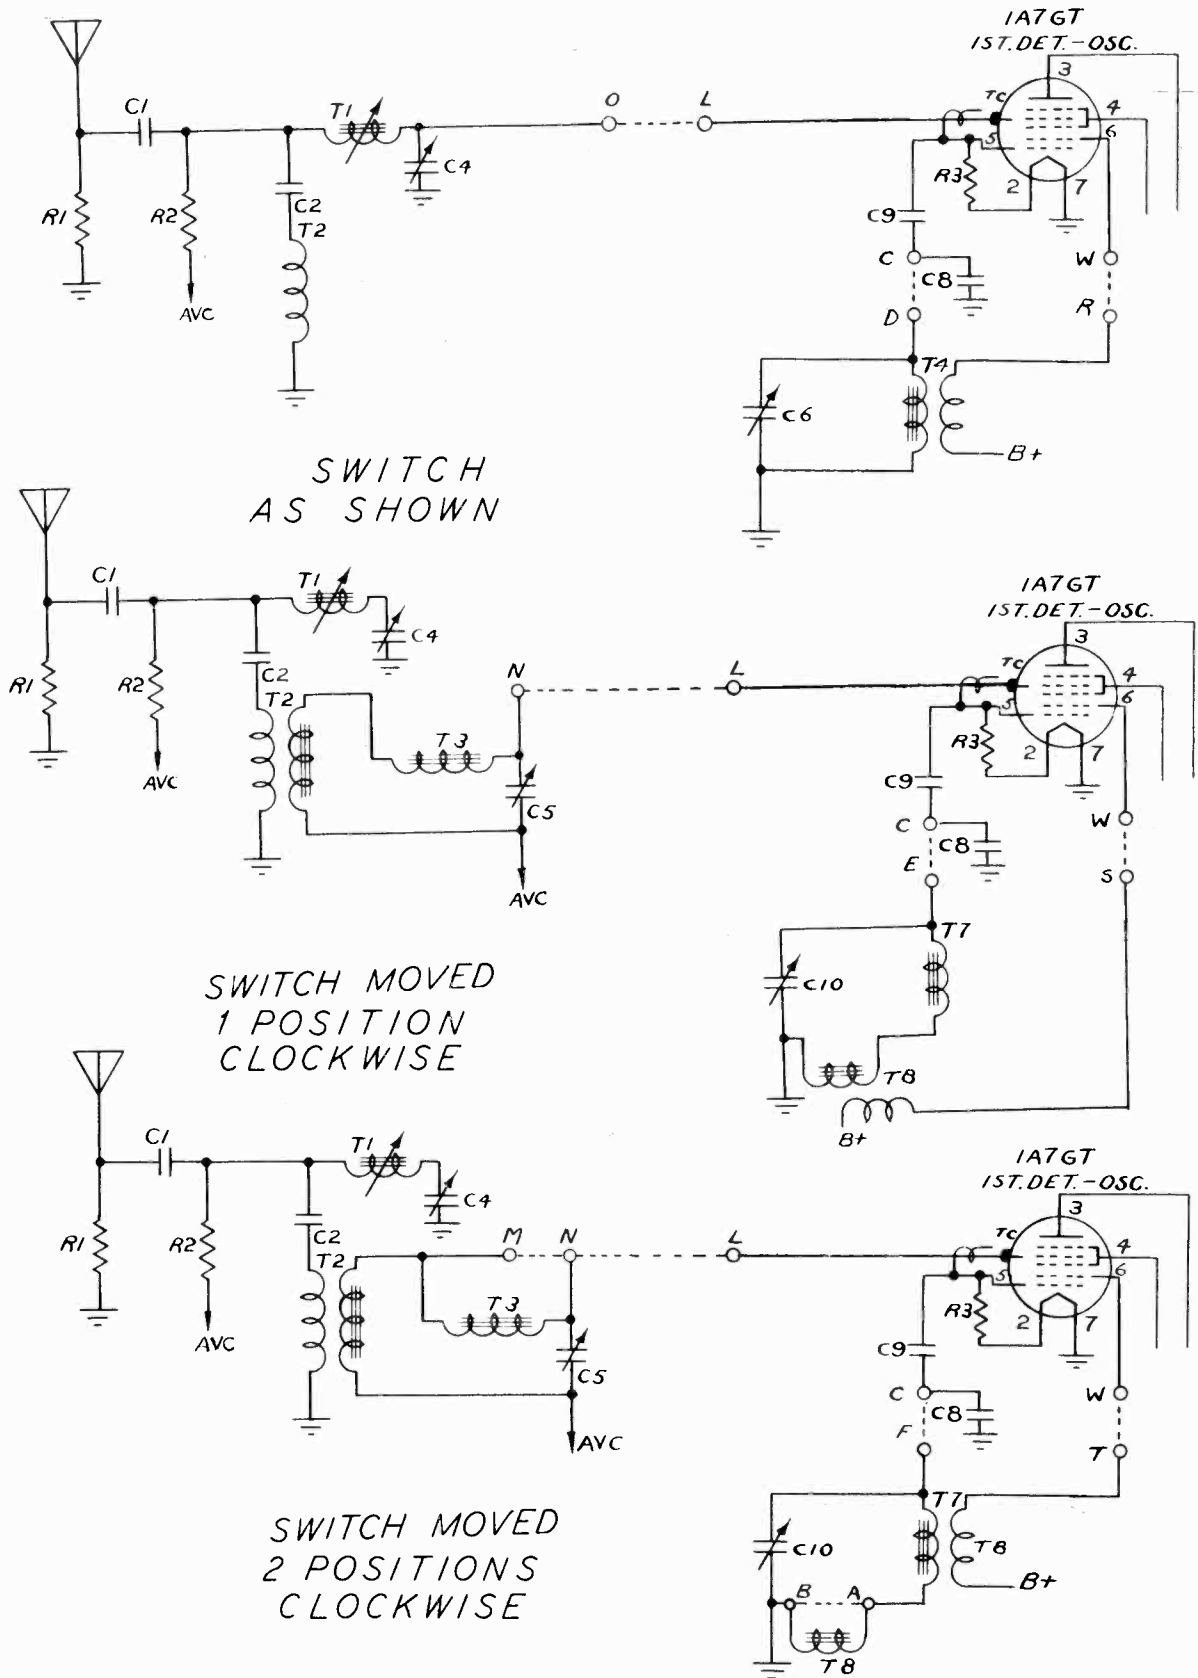 1A7GT
1ST. DET.-OSC.
3
TC
4
5
6
R3
2
7
C1
T1
O
L
C4
R1
R2
C2
T2
AVC
C9
C
C8
W
D
R
T4
C6
B+
SWITCH
AS SHOWN
1A7GT
1ST. DET.-OSC.
3
TC
4
5
6
R3
2
7
C1
T1
C4
R1
R2
C2
T2
AVC
N
L
T3
C5
AVC
C9
C
C8
W
E
S
T7
C10
T8
B+
SWITCH MOVED
1 POSITION
CLOCKWISE
1A7GT
1ST. DET.-OSC.
3
TC
4
5
6
R3
2
7
C1
T1
C4
R1
R2
C2
T2
AVC
M
N
L
T3
C5
AVC
C9
C
C8
W
F
T
T7
T8
C10
B+
B
A
T8
SWITCH MOVED
2 POSITIONS
CLOCKWISE